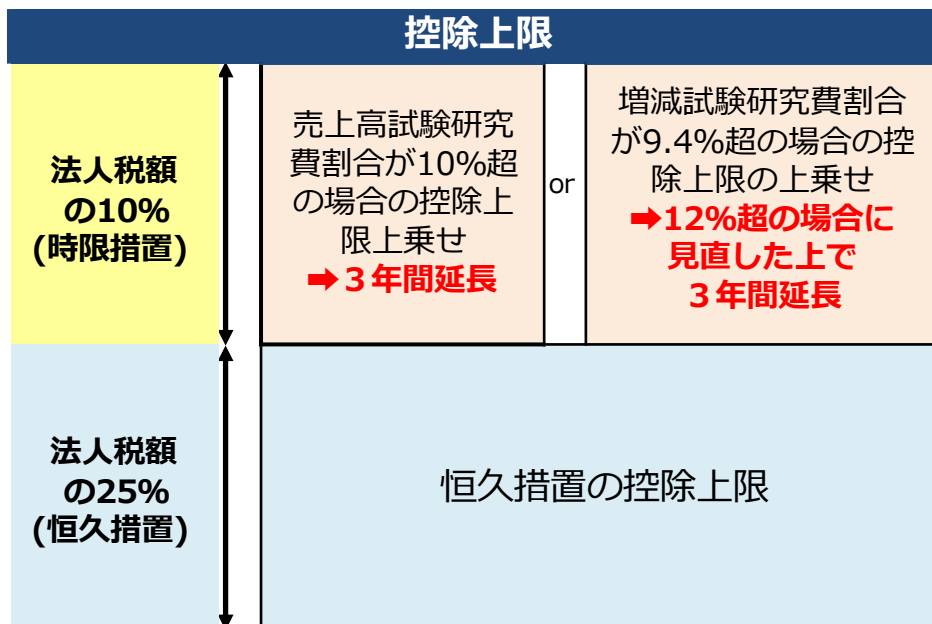 控除上限
法人税額
の10%
(時限措置)
売上高試験研究
費割合が10%超
の場合の控除上
限上乗せ
➡３年間延長
or
増減試験研究費割合
が9.4%超の場合の控
除上限の上乗せ
➡12%超の場合に
見直した上で
３年間延長
法人税額
の25%
(恒久措置)
恒久措置の控除上限